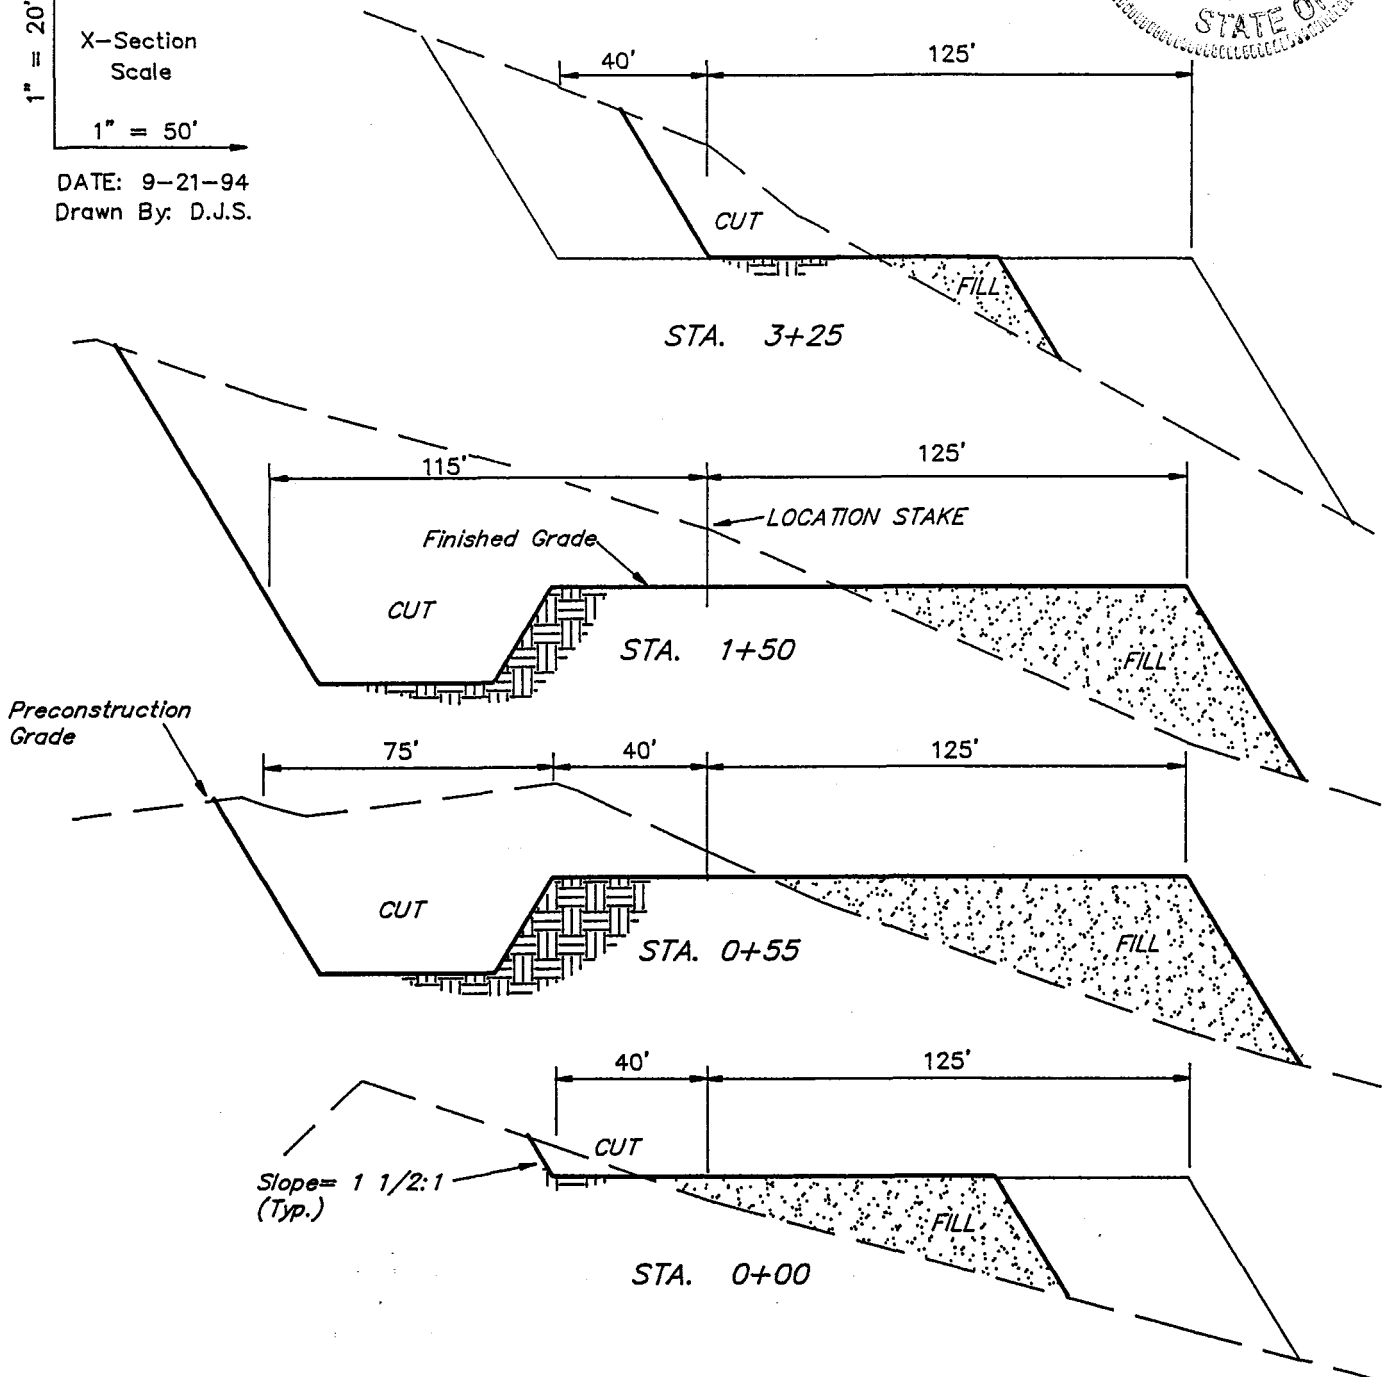 1" = 20'
X-Section
Scale
1" = 50'
DATE: 9-21-94
Drawn By: D.J.S.
STATE OF
40'
125'
CUT
FILL
STA. 3+25
115'
125'
LOCATION STAKE
Finished Grade
CUT
STA. 1+50
FILL
Preconstruction
Grade
75'
40'
125'
CUT
STA. 0+55
FILL
40'
125'
CUT
Slope= 1 1/2:1
(Typ.)
FILL
STA. 0+00